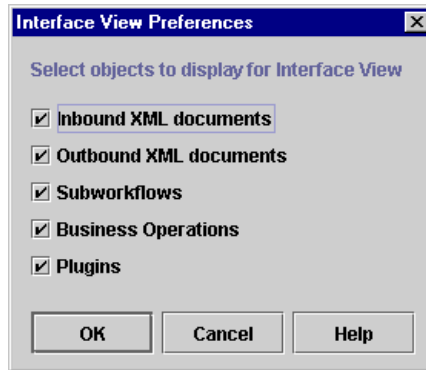 Interface View Preferences
Select objects to display for Interface View
Inbound XML documents
Outbound XML documents
Subworkflows
Business Operations
Plugins
OK Cancel Help